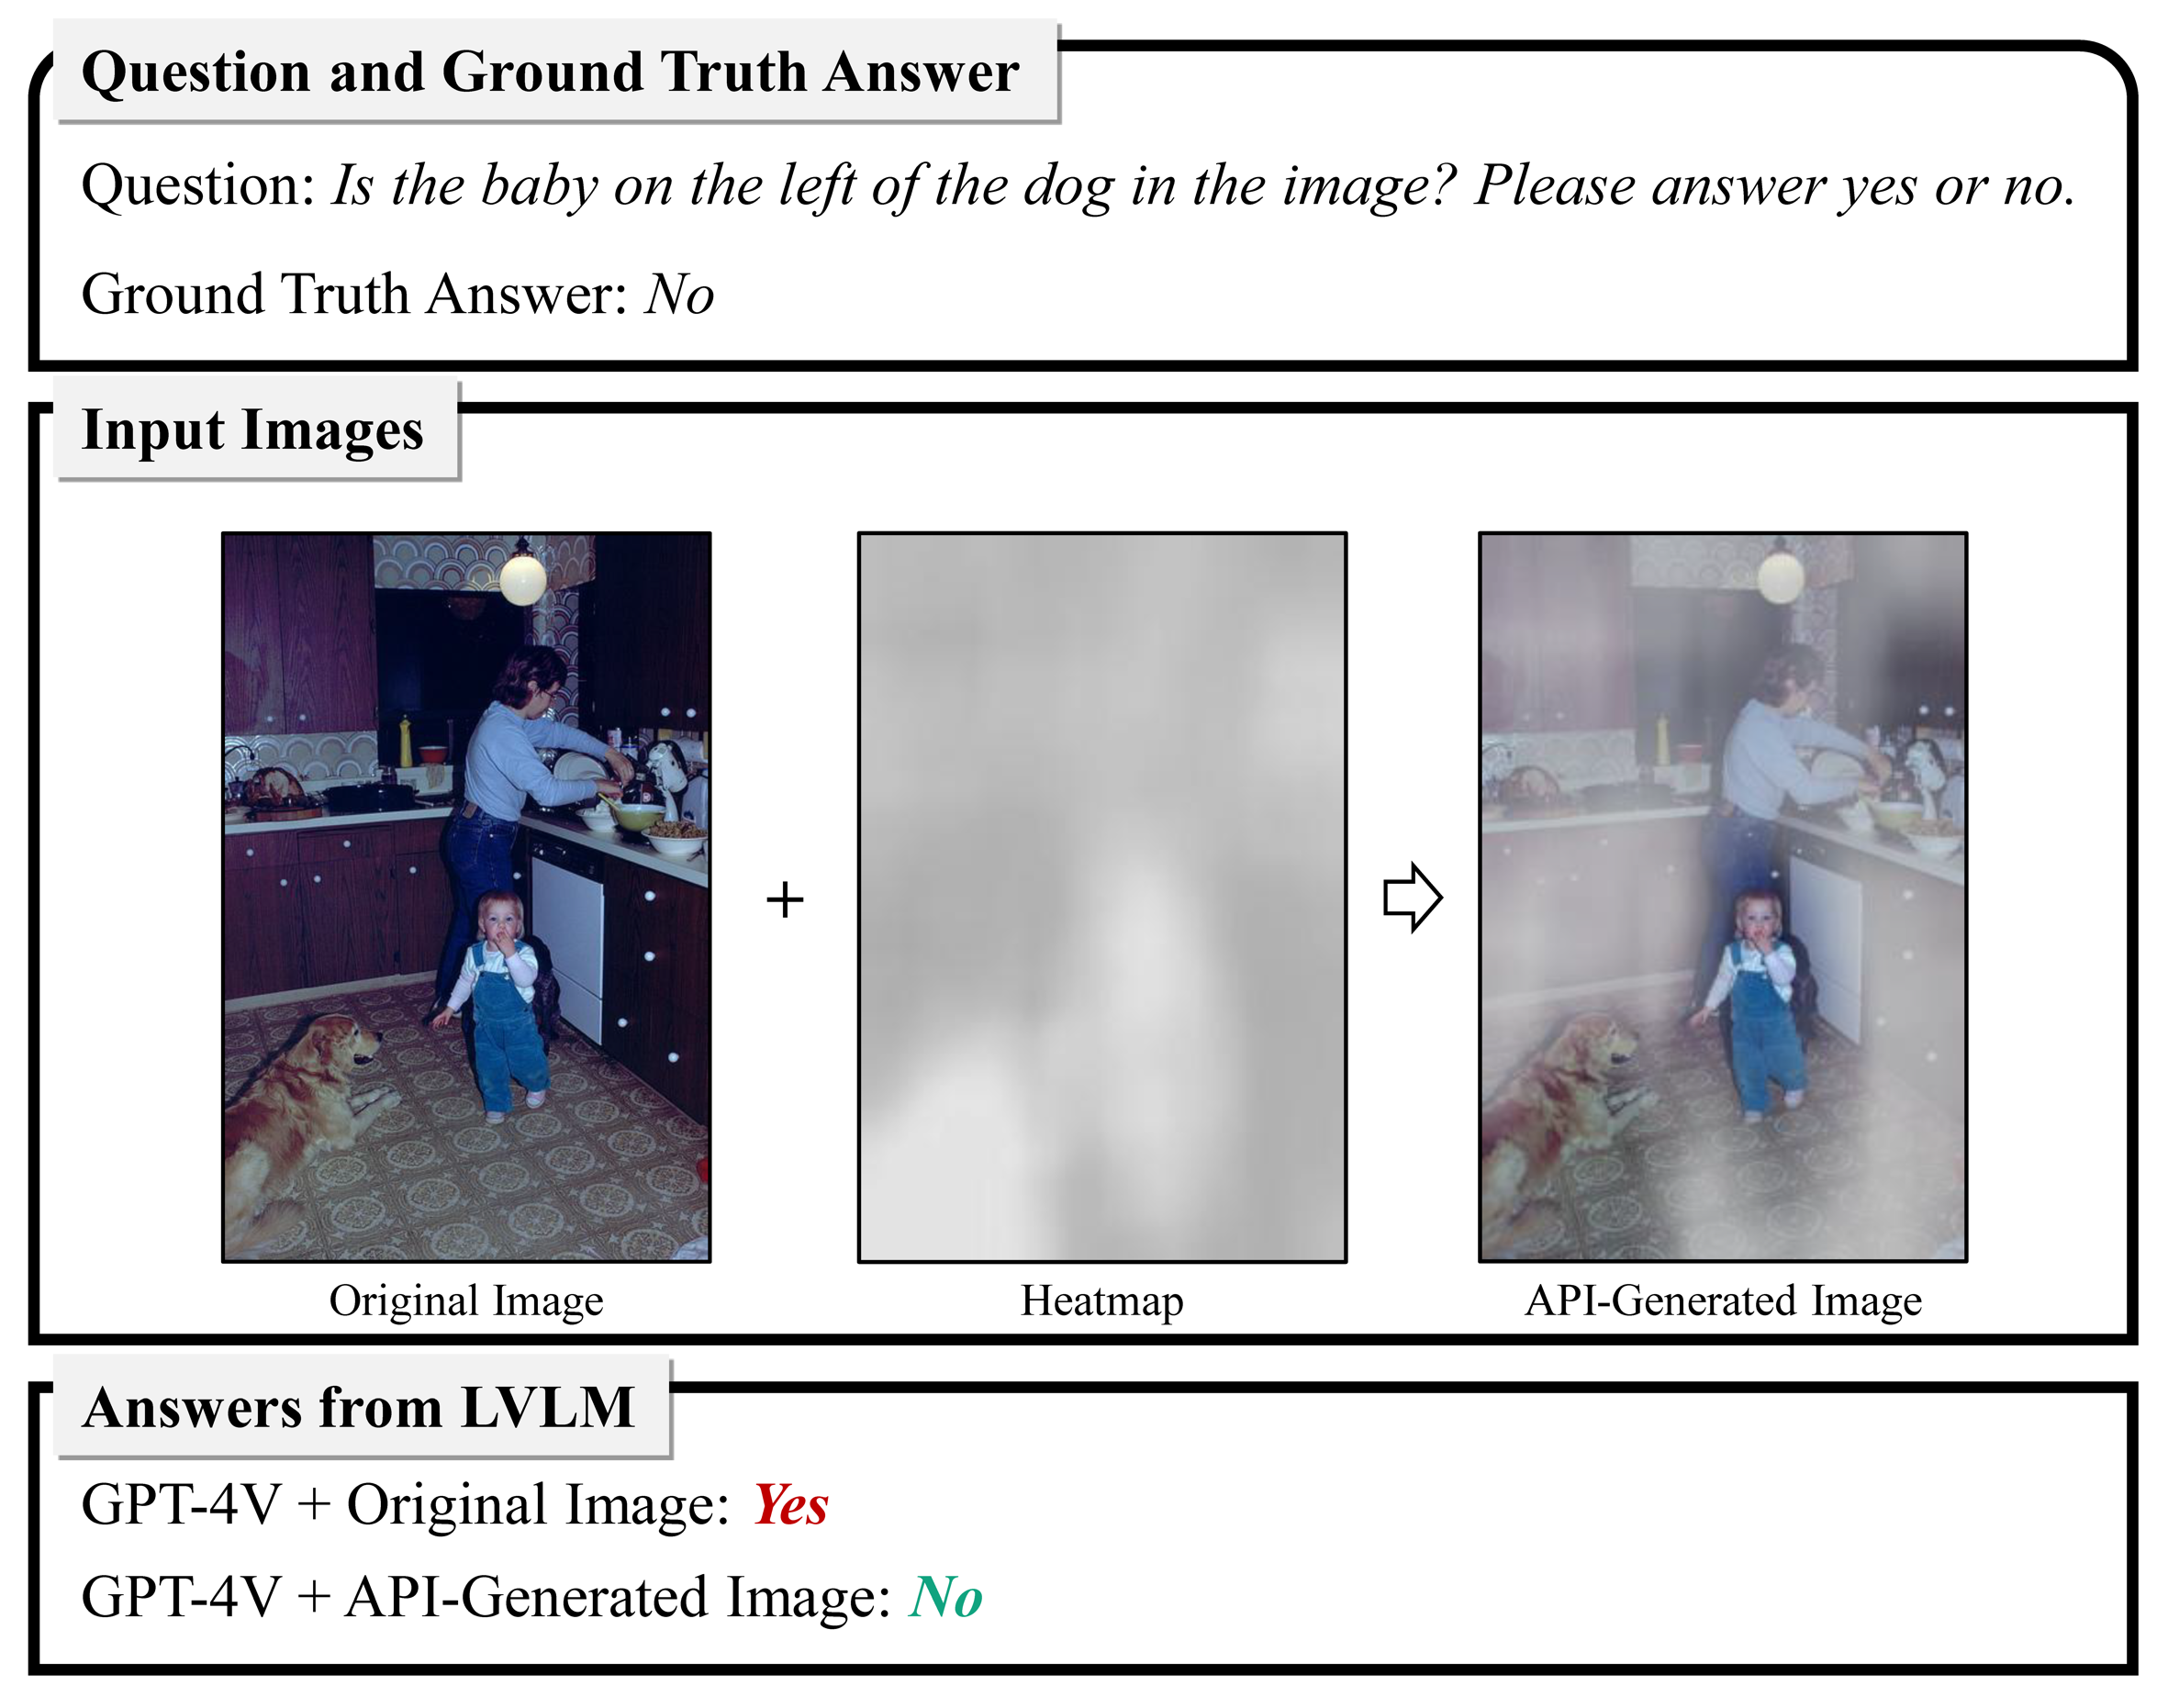 Question and Ground Truth Answer
Question: Is the baby on the left of the dog in the image? Please answer yes or no.
Ground Truth Answer: No
Input Images
+
Original Image
Heatmap
API-Generated Image
Answers from LVLM
GPT-4V + Original Image: Yes
GPT-4V + API-Generated Image: No